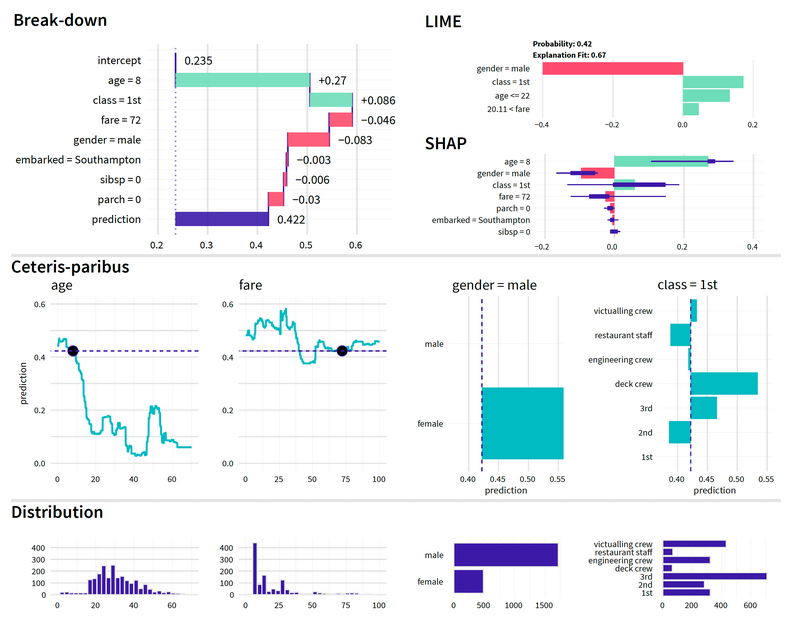 Break-down
intercept 0.235
age = 8 +0.27
class = 1st +0.086
fare = 72 −0.046
gender = male −0.083
embarked = Southampton −0.003
sibsp = 0 −0.006
parch = 0 −0.03
prediction 0.422
0.2 0.3 0.4 0.5 0.6
LIME
Probability: 0.42
Explanation Fit: 0.67
gender = male
class = 1st
age <= 22
20.11 < fare
−0.4 −0.2 0.0 0.2
SHAP
age = 8
gender = male
class = 1st
fare = 72
parch = 0
embarked = Southampton
sibsp = 0
−0.2 0.0 0.2 0.4
Ceteris-paribus
age
prediction
0.6
0.4
0.2
0.0
0 20 40 60
fare
0.6
0.4
0.2
0.0
0 25 50 75 100
gender = male
male
female
0.40 0.45 0.50 0.55
prediction
class = 1st
victualling crew
restaurant staff
engineering crew
deck crew
3rd
2nd
1st
0.40 0.45 0.50 0.55
prediction
Distribution
400
300
200
100
0
0 20 40 60
400
300
200
100
0
0 25 50 75 100
male
female
0 500 1000 1500
victualling crew
restaurant staff
engineering crew
deck crew
3rd
2nd
1st
0 200 400 600